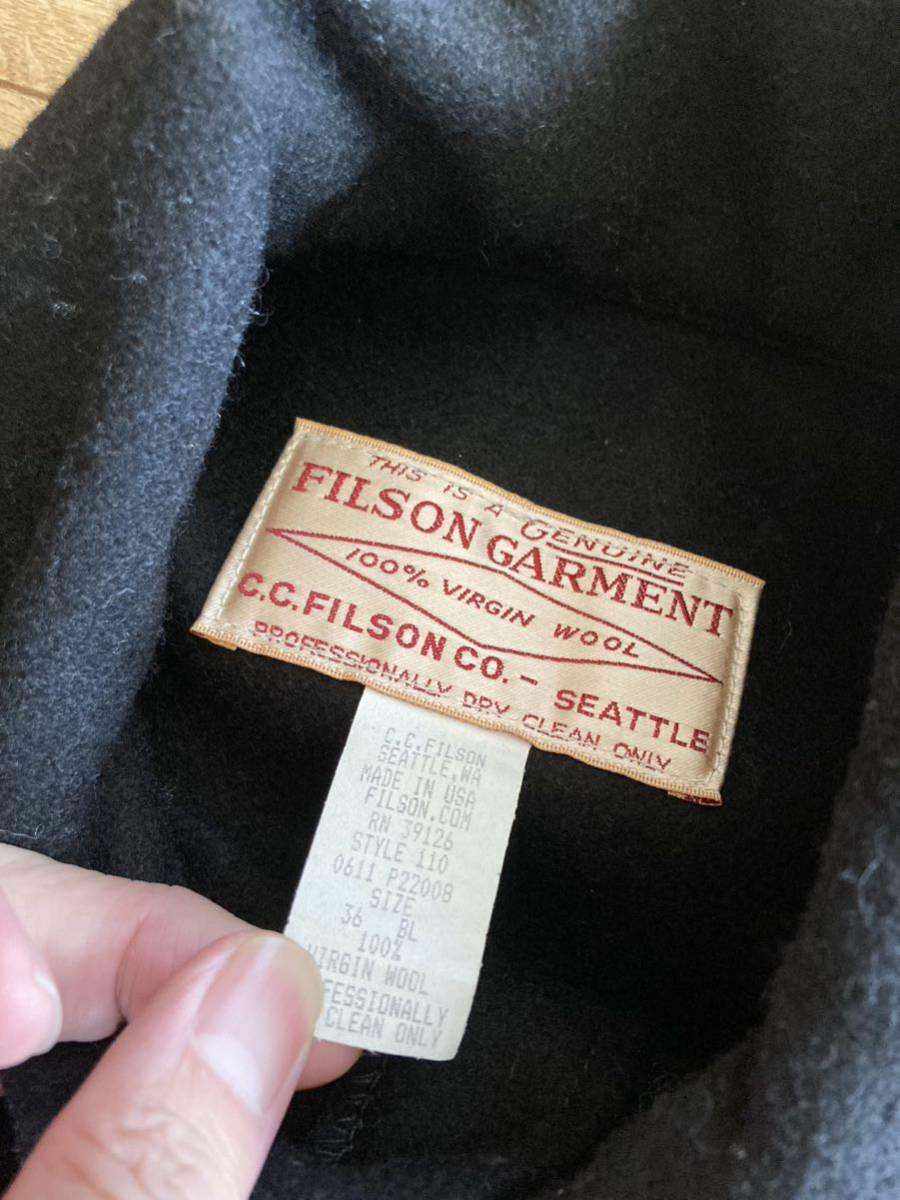 THIS IS A GENUINE
FILSON GARMENT
100% VIRGIN WOOL
C.C.FILSON CO. - SEATTLE
PROFESSIONALLY DRY CLEAN ONLY
C.C.FILSON
SEATTLE,WA
MADE IN USA
FILSON.COM
RN 39126
STYLE 110
0611 P22008
SIZE
36 BL
100%
VIRGIN WOOL
FESSIONALLY
CLEAN ONLY